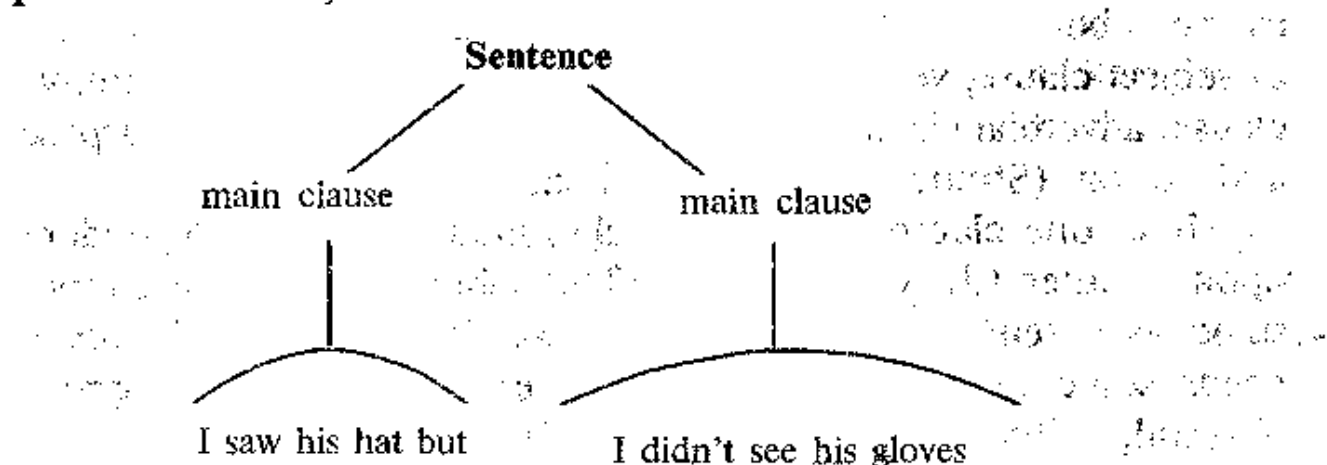 Sentence
main clause main clause
I saw his hat but I didn't see his gloves